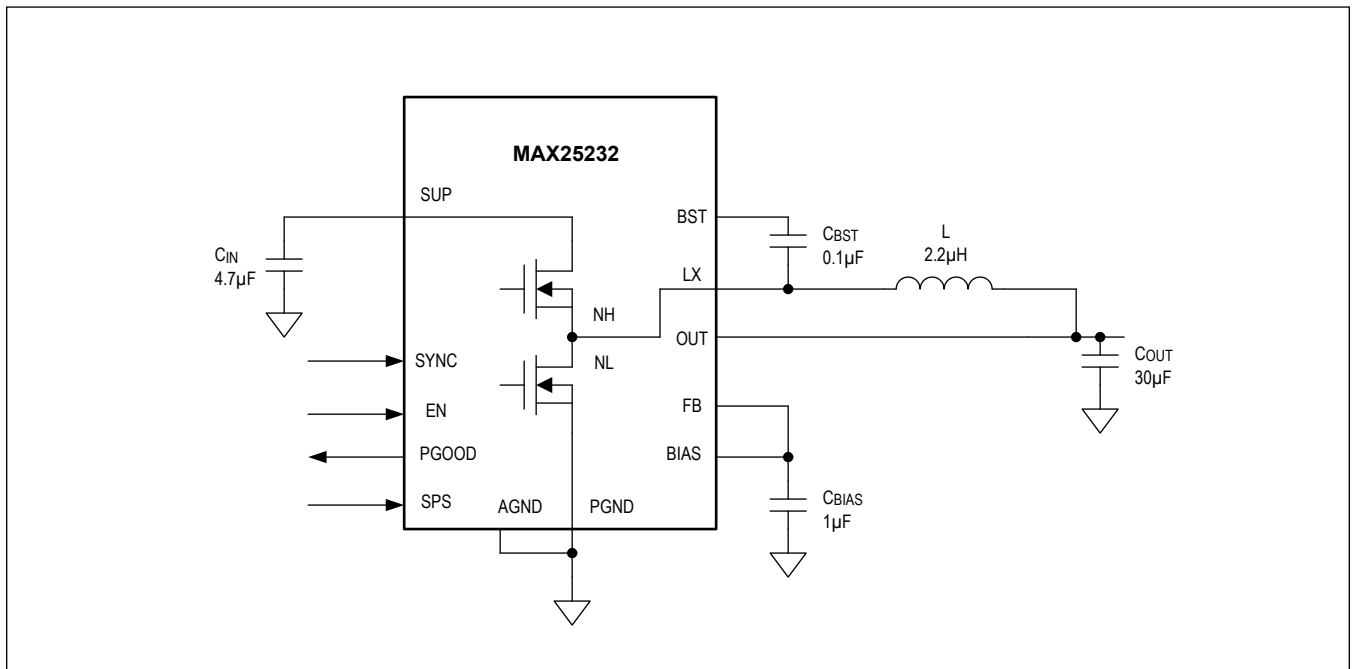 MAX25232
SUP
CIN
4.7µF
SYNC
EN
PGOOD
SPS
AGND
PGND
NH
NL
BST
LX
OUT
FB
BIAS
CBST
0.1µF
L
2.2µH
COUT
30µF
CBIAS
1µF